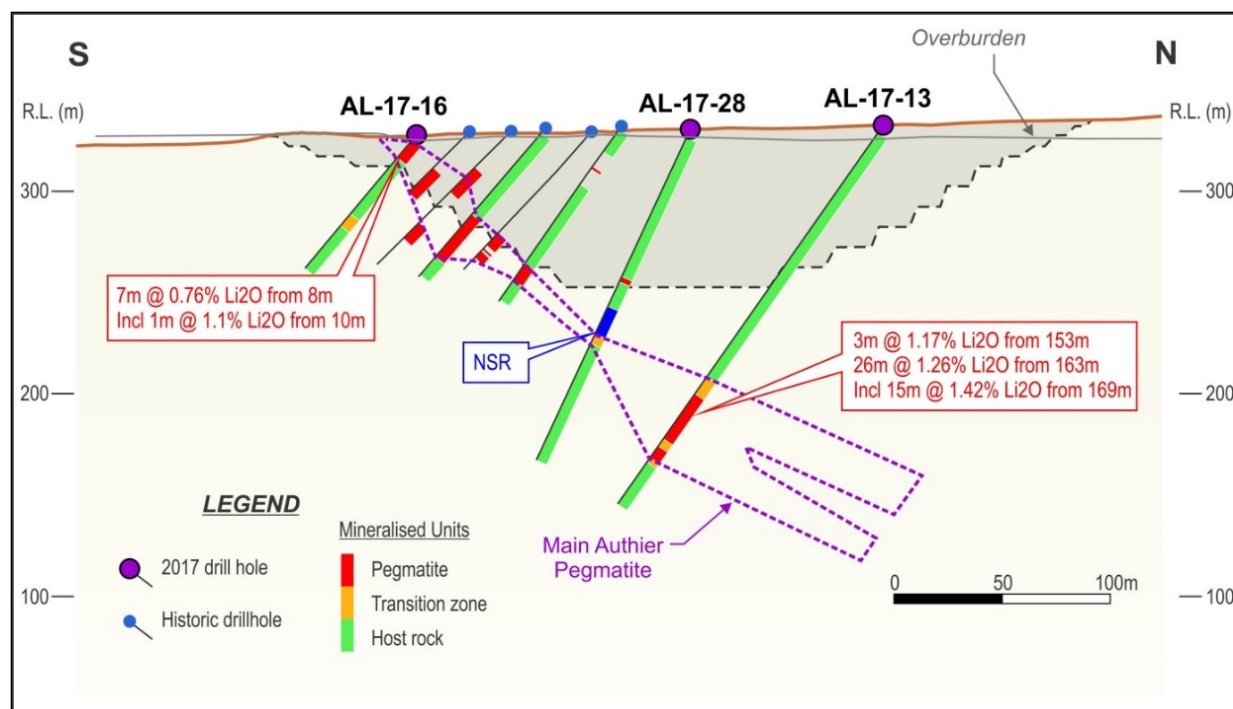 S
N
Overburden
AL-17-16
AL-17-28
AL-17-13
R.L. (m)
R.L. (m)
300
300
7m @ 0.76% Li2O from 8m
Incl 1m @ 1.1% Li2O from 10m
NSR
3m @ 1.17% Li2O from 153m
26m @ 1.26% Li2O from 163m
Incl 15m @ 1.42% Li2O from 169m
200
200
LEGEND
Mineralised Units
2017 drill hole
Historic drillhole
Pegmatite
Transition zone
Host rock
Main Authier
Pegmatite
0
50
100m
100
100